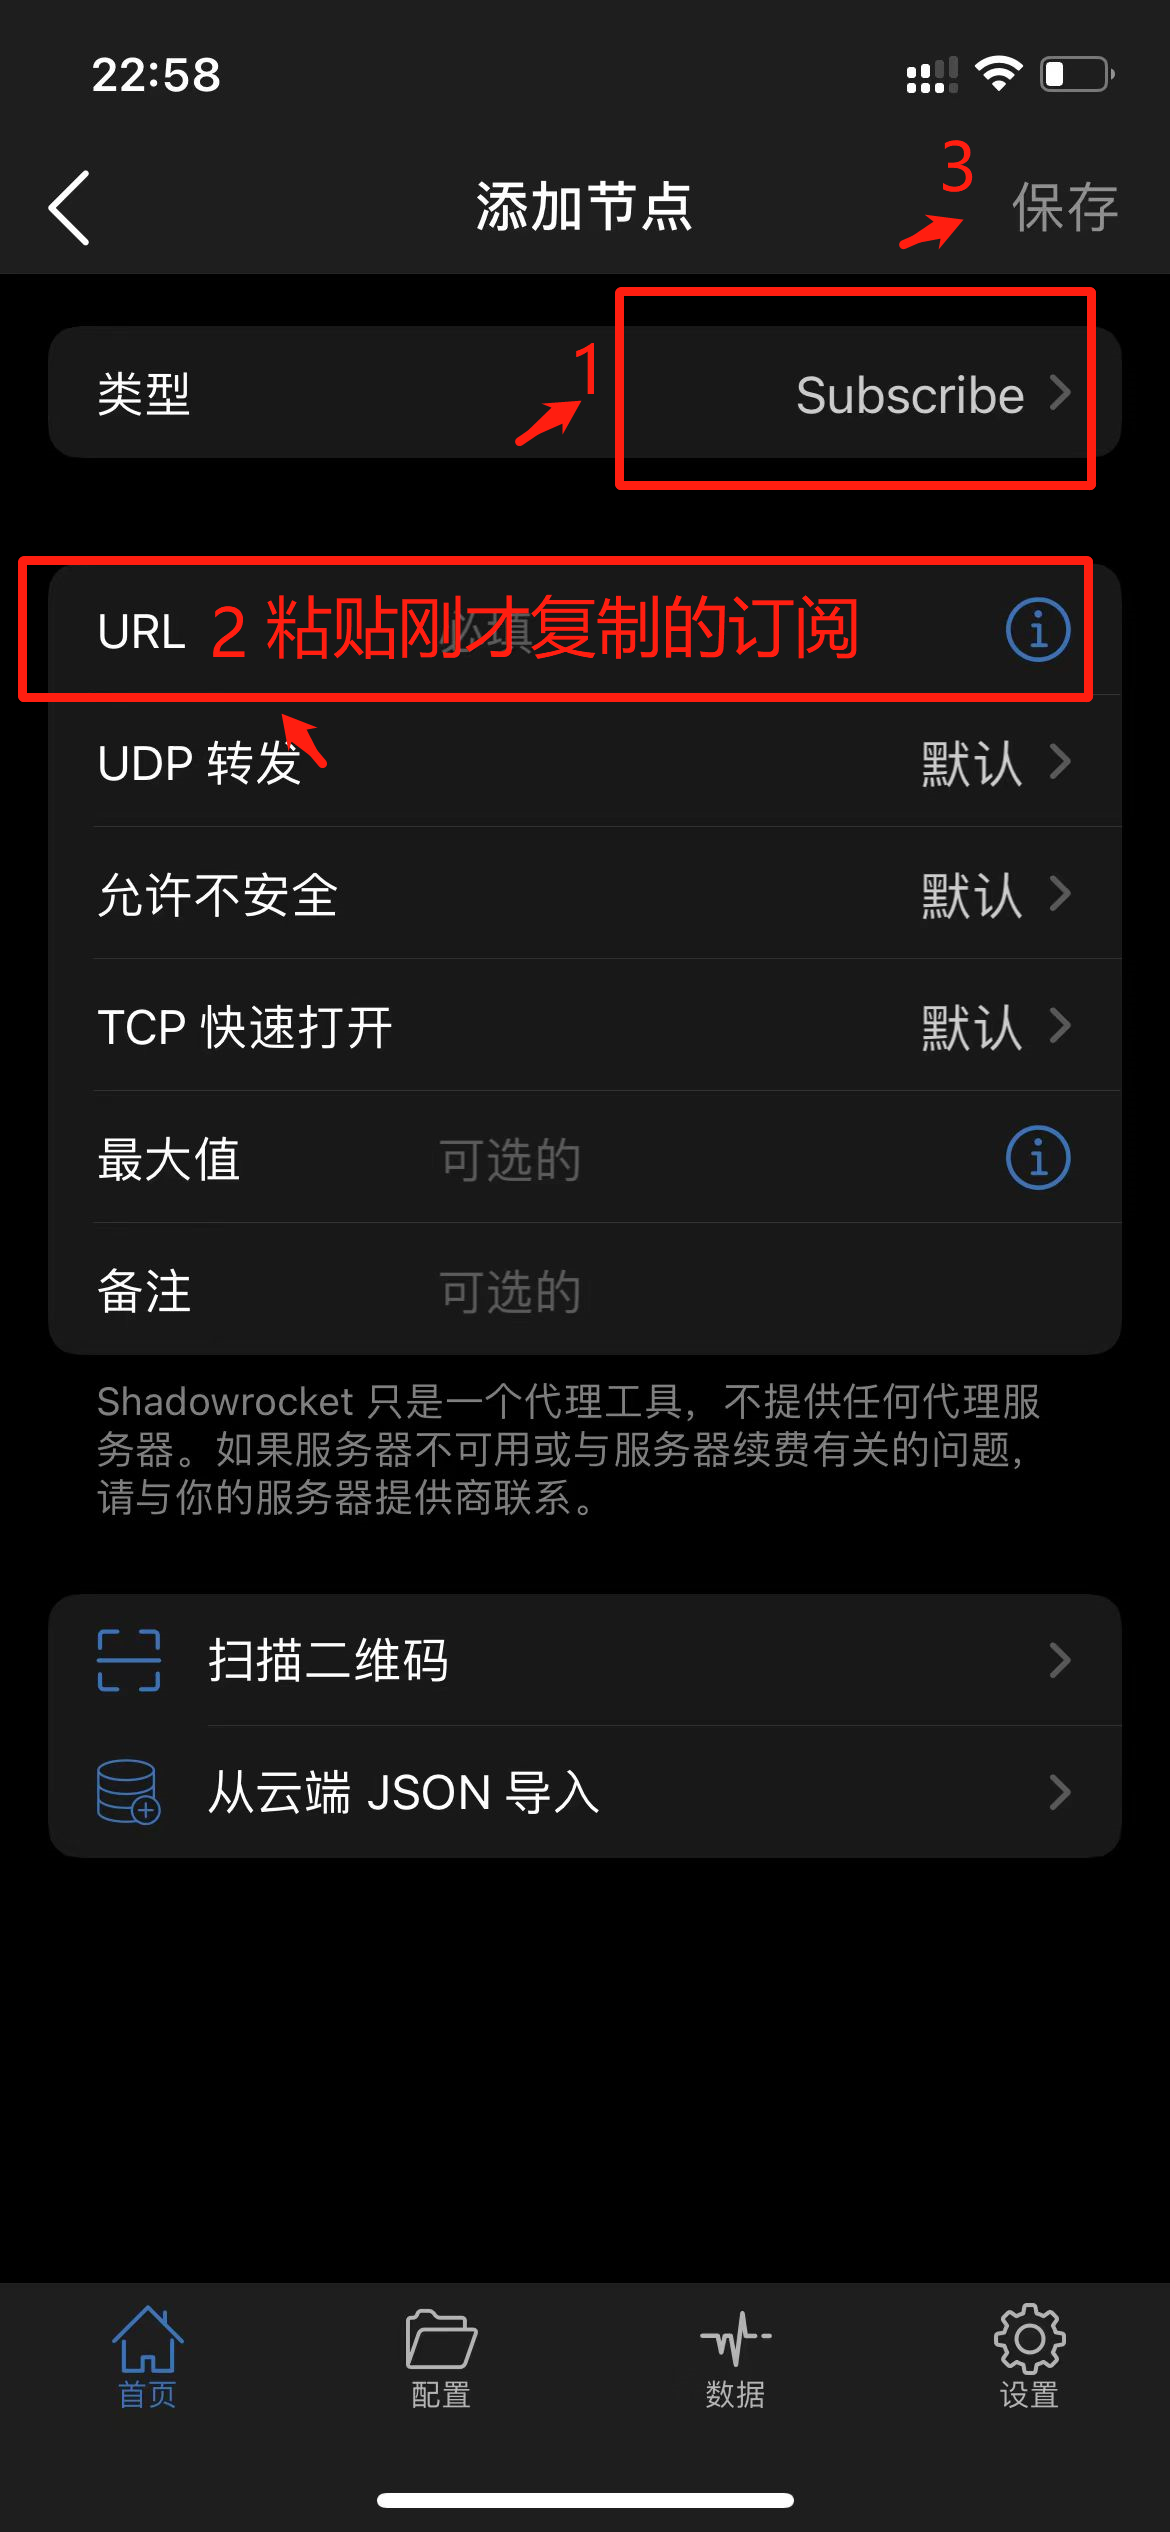 22:58
添加节点
3
保存
类型
1
Subscribe
URL
2 粘贴刚才复制的订阅
必填
UDP 转发
默认
允许不安全
默认
TCP 快速打开
默认
最大值
可选的
备注
可选的
Shadowrocket 只是一个代理工具，不提供任何代理服
务器。如果服务器不可用或与服务器续费有关的问题，
请与你的服务器提供商联系。
扫描二维码
从云端 JSON 导入
首页
配置
数据
设置